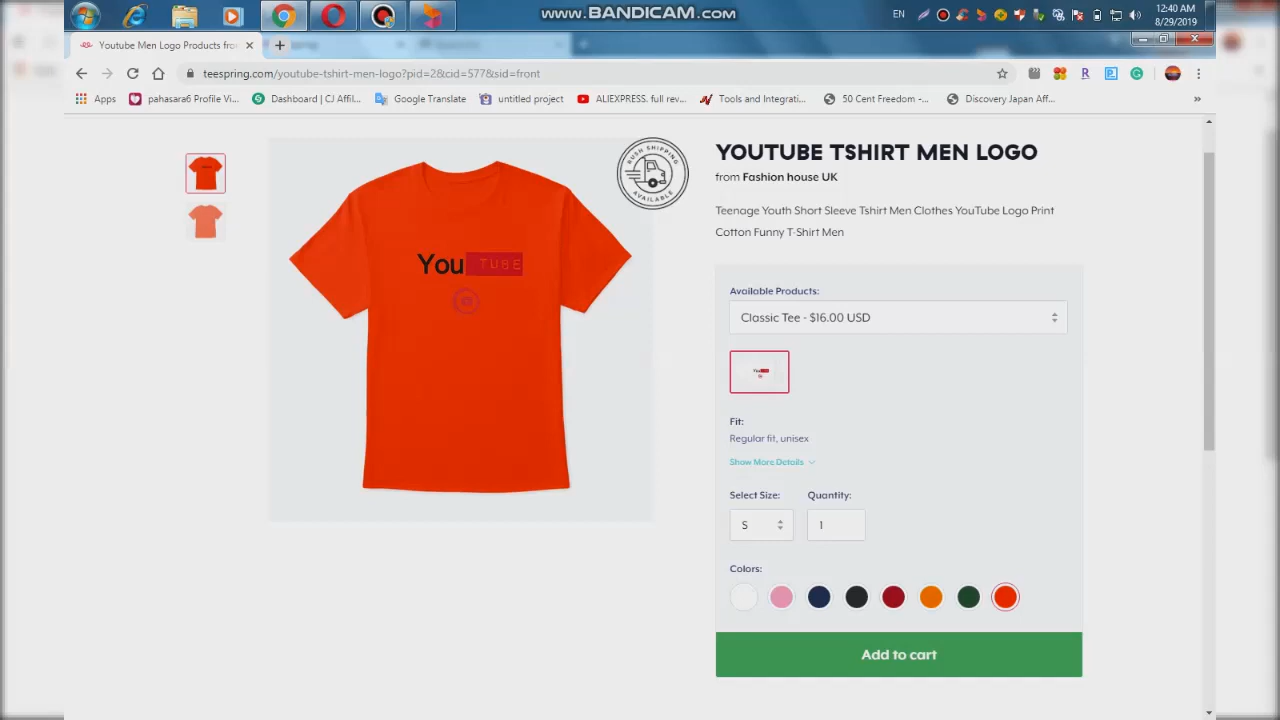 www.BANDICAM.com
EN
12:40 AM
8/29/2019
Youtube Men Logo Products fro
teespring.com/youtube-tshirt-men-logo?pid=2&cid=577&sid=front
Apps
pahasara6 Profile Vi...
Dashboard | CJ Affil...
Google Translate
untitled project
ALIEXPRESS. full rev...
Tools and Integrati...
50 Cent Freedom -...
Discovery Japan Aff...
»
RUSH SHIPPING
AVAILABLE
YOUTUBE TSHIRT MEN LOGO
from Fashion house UK
Teenage Youth Short Sleeve Tshirt Men Clothes YouTube Logo Print
Cotton Funny T-Shirt Men
You TUBE
Available Products:
Classic Tee - $16.00 USD
Fit:
Regular fit, unisex
Show More Details
Select Size:
Quantity:
S
1
Colors:
Add to cart